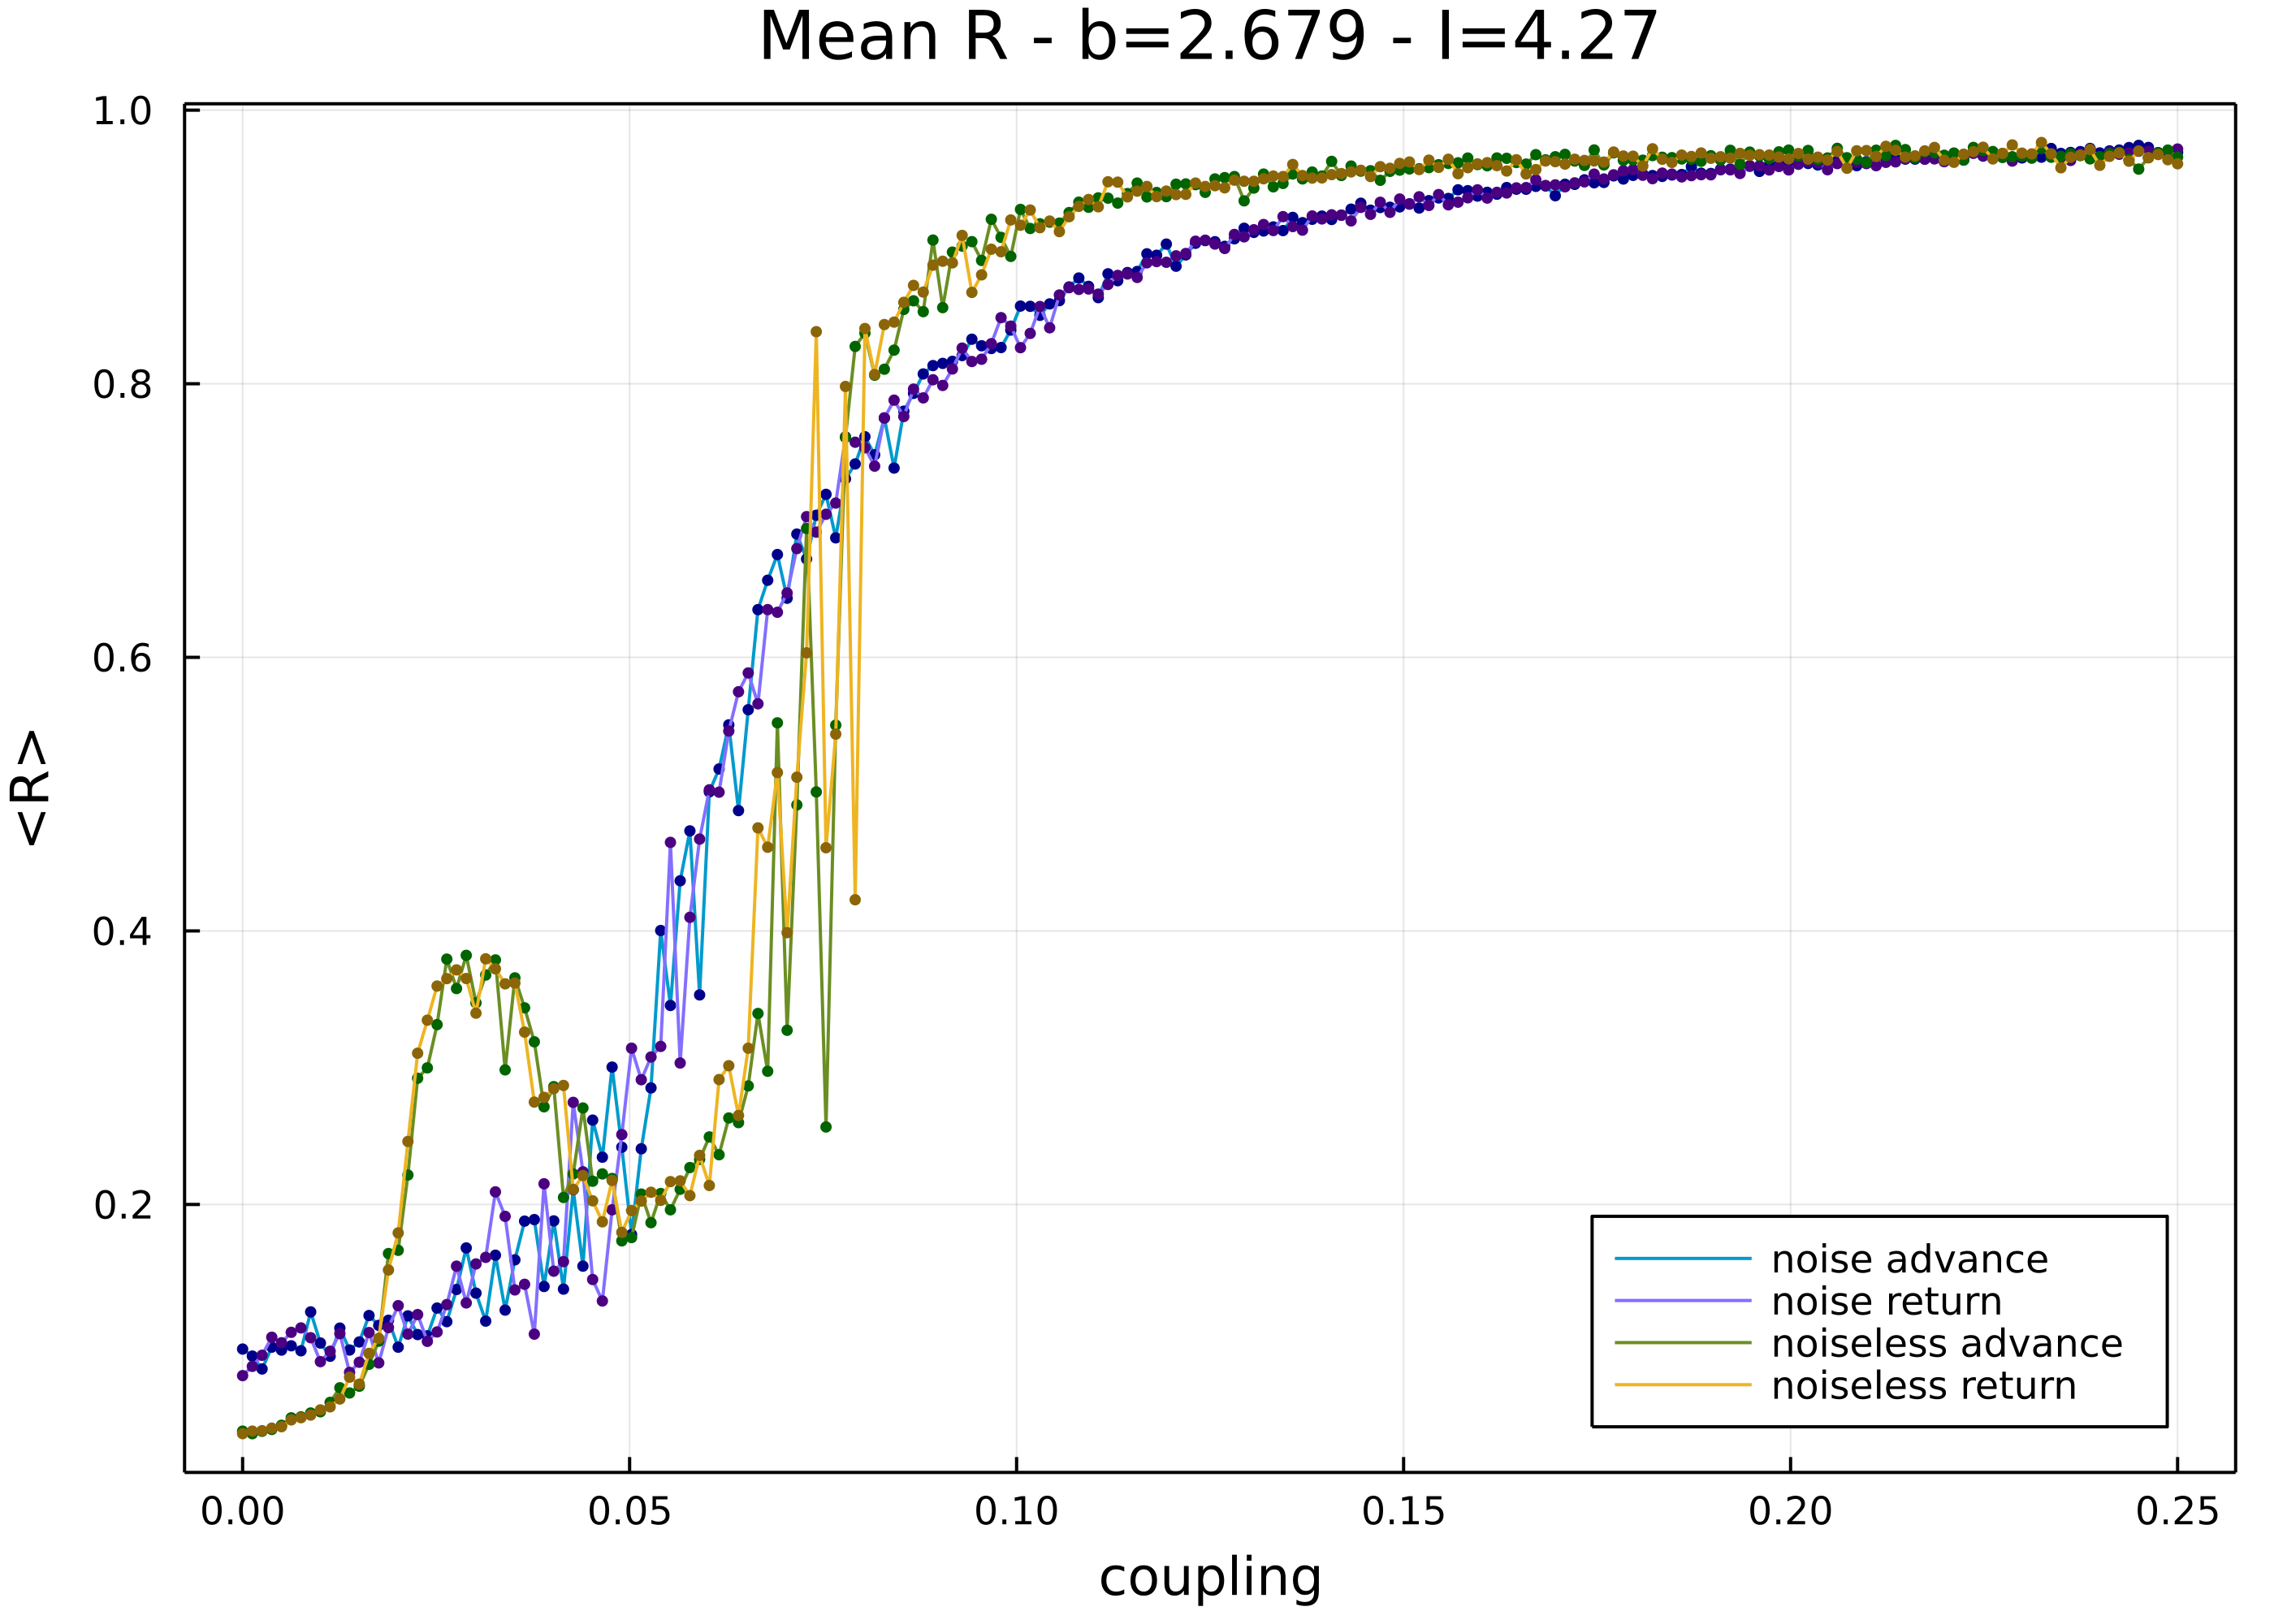 Mean R - b=2.679 - I=4.27
1.0
0.8
0.6
0.4
0.2
<R>
noise advance
noise return
noiseless advance
noiseless return
0.00 0.05 0.10 0.15 0.20 0.25
coupling